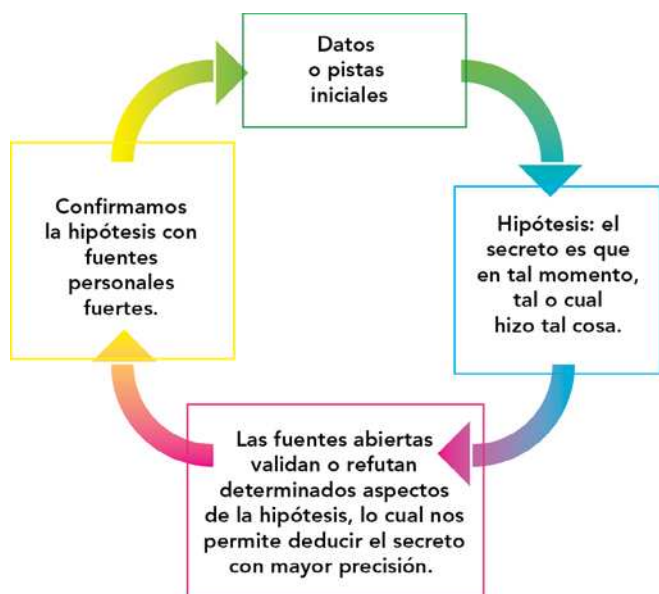 Datos
o pistas
iniciales
Hipótesis: el
secreto es que
en tal momento,
tal o cual
hizo tal cosa.
Las fuentes abiertas
validan o refutan
determinados aspectos
de la hipótesis, lo cual nos
permite deducir el secreto
con mayor precisión.
Confirmamos
la hipótesis con
fuentes
personales
fuertes.